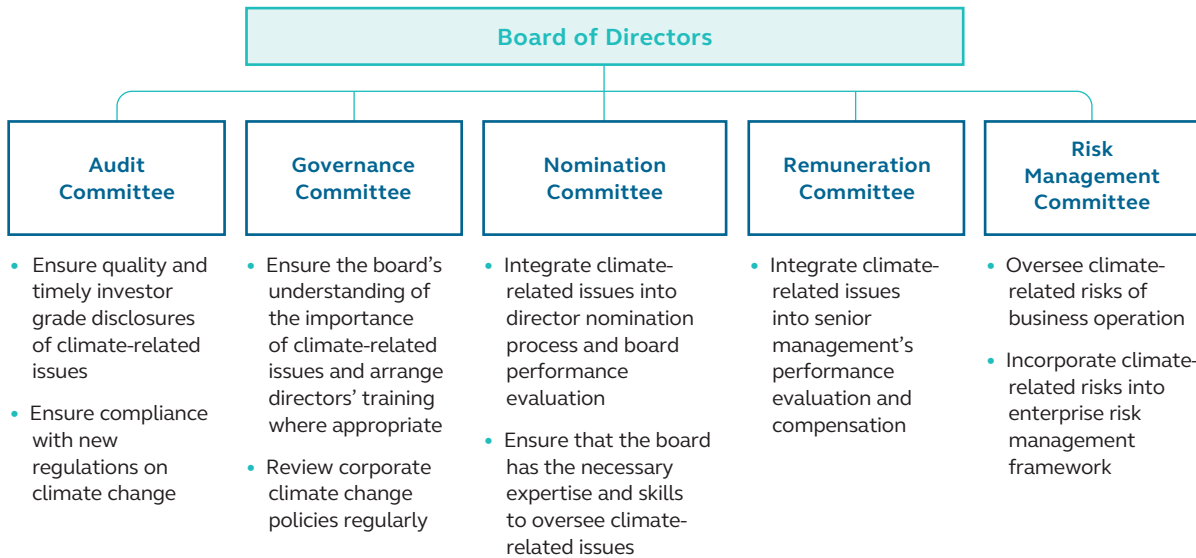 Board of Directors
Audit
Committee
Governance
Committee
Nomination
Committee
Remuneration
Committee
Risk
Management
Committee
• Ensure quality and
timely investor
grade disclosures
of climate-related
issues
• Ensure compliance
with new
regulations on
climate change
• Ensure the board’s
understanding of
the importance
of climate-related
issues and arrange
directors’ training
where appropriate
• Review corporate
climate change
policies regularly
• Integrate climate-
related issues into
director nomination
process and board
performance
evaluation
• Ensure that the board
has the necessary
expertise and skills
to oversee climate-
related issues
• Integrate climate-
related issues
into senior
management’s
performance
evaluation and
compensation
• Oversee climate-
related risks of
business operation
• Incorporate climate-
related risks into
enterprise risk
management
framework